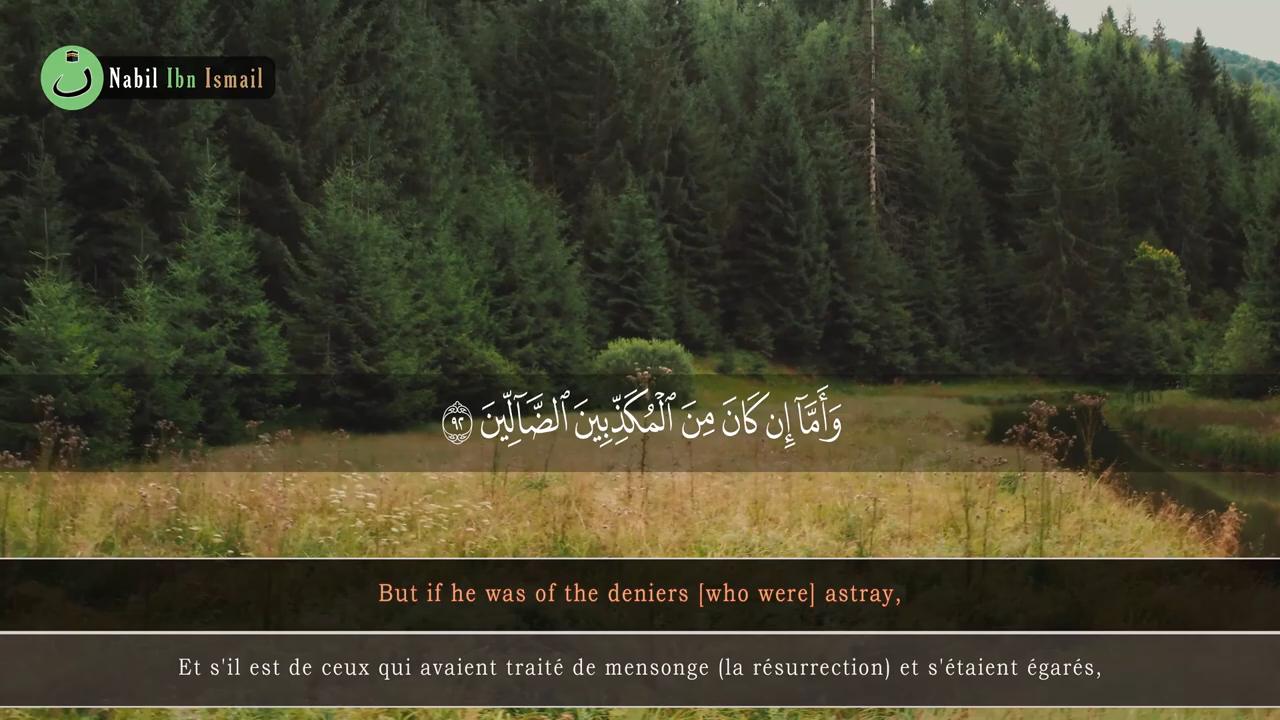 Nabil Ibn Ismail
وَأَمَّآ إِن كَانَ مِنَ ٱلْمُكَذِّبِينَ ٱلضَّآلِّينَ ٩٢
But if he was of the deniers [who were] astray,
Et s'il est de ceux qui avaient traité de mensonge (la résurrection) et s'étaient égarés,